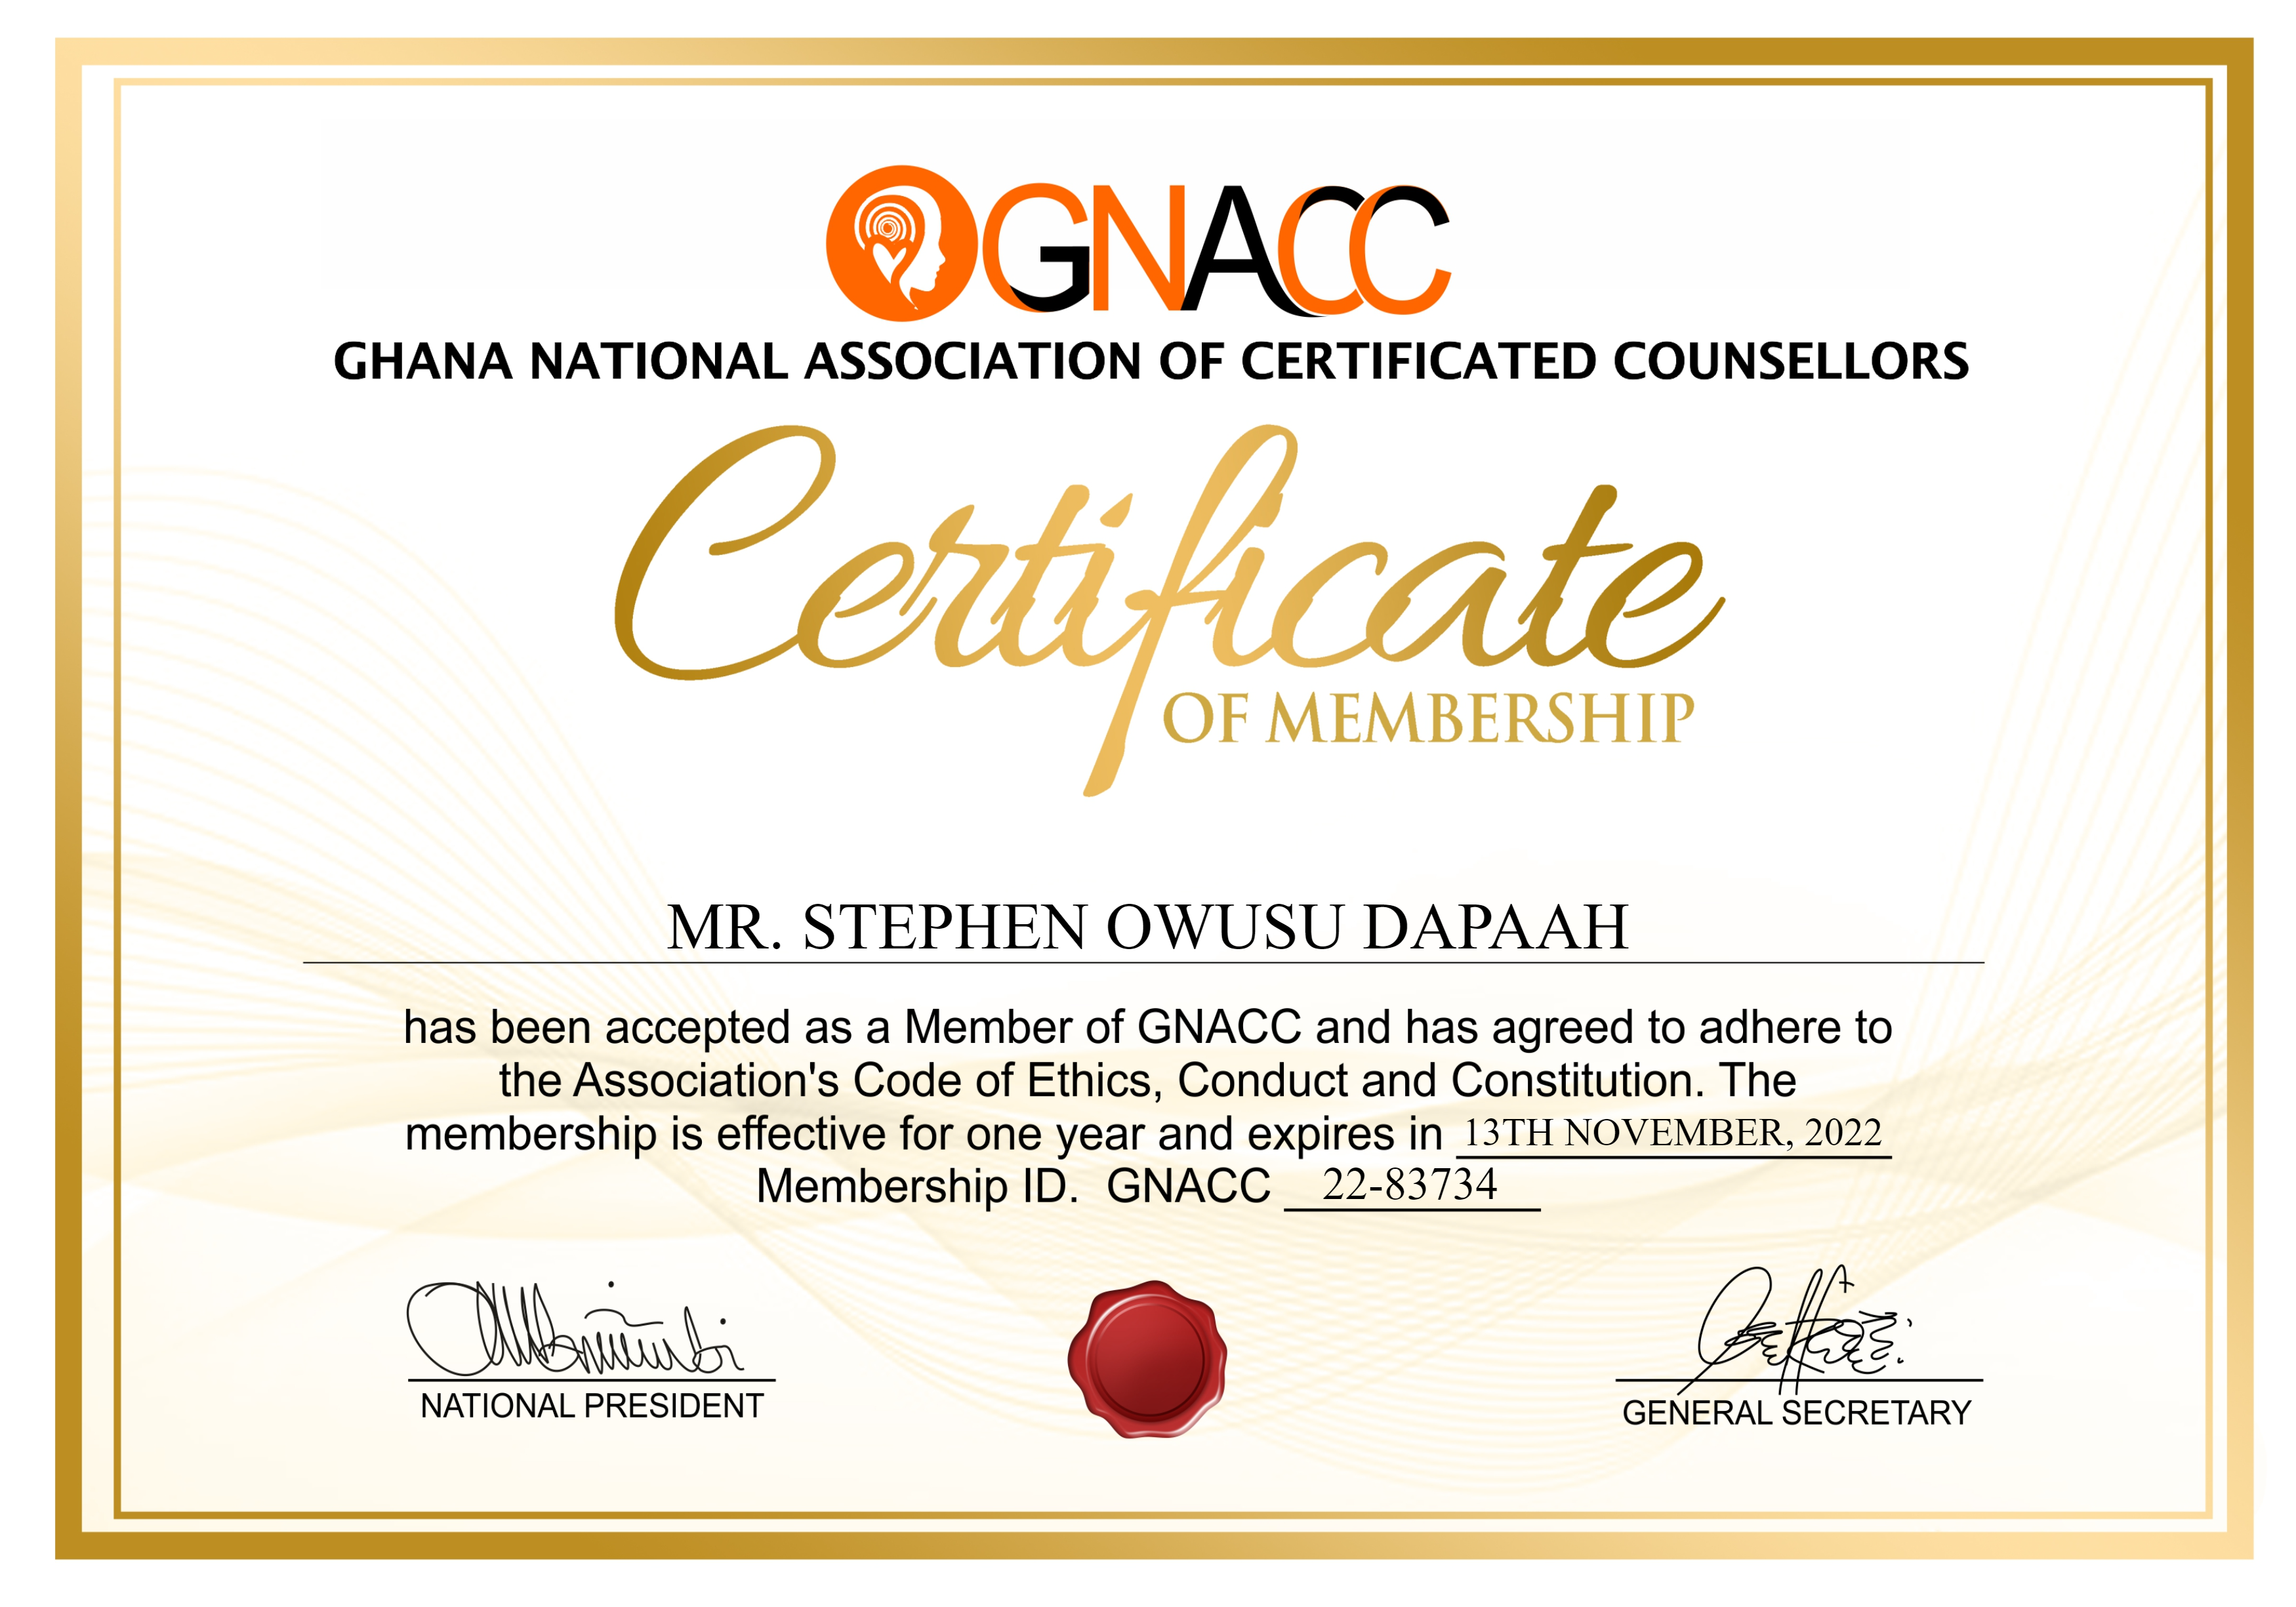 GNACC
GHANA NATIONAL ASSOCIATION OF CERTIFICATED COUNSELLORS
Certificate
OF MEMBERSHIP
MR. STEPHEN OWUSU DAPAAH
has been accepted as a Member of GNACC and has agreed to adhere to
the Association's Code of Ethics, Conduct and Constitution. The
membership is effective for one year and expires in 13TH NOVEMBER, 2022
Membership ID. GNACC 22-83734
NATIONAL PRESIDENT
GENERAL SECRETARY